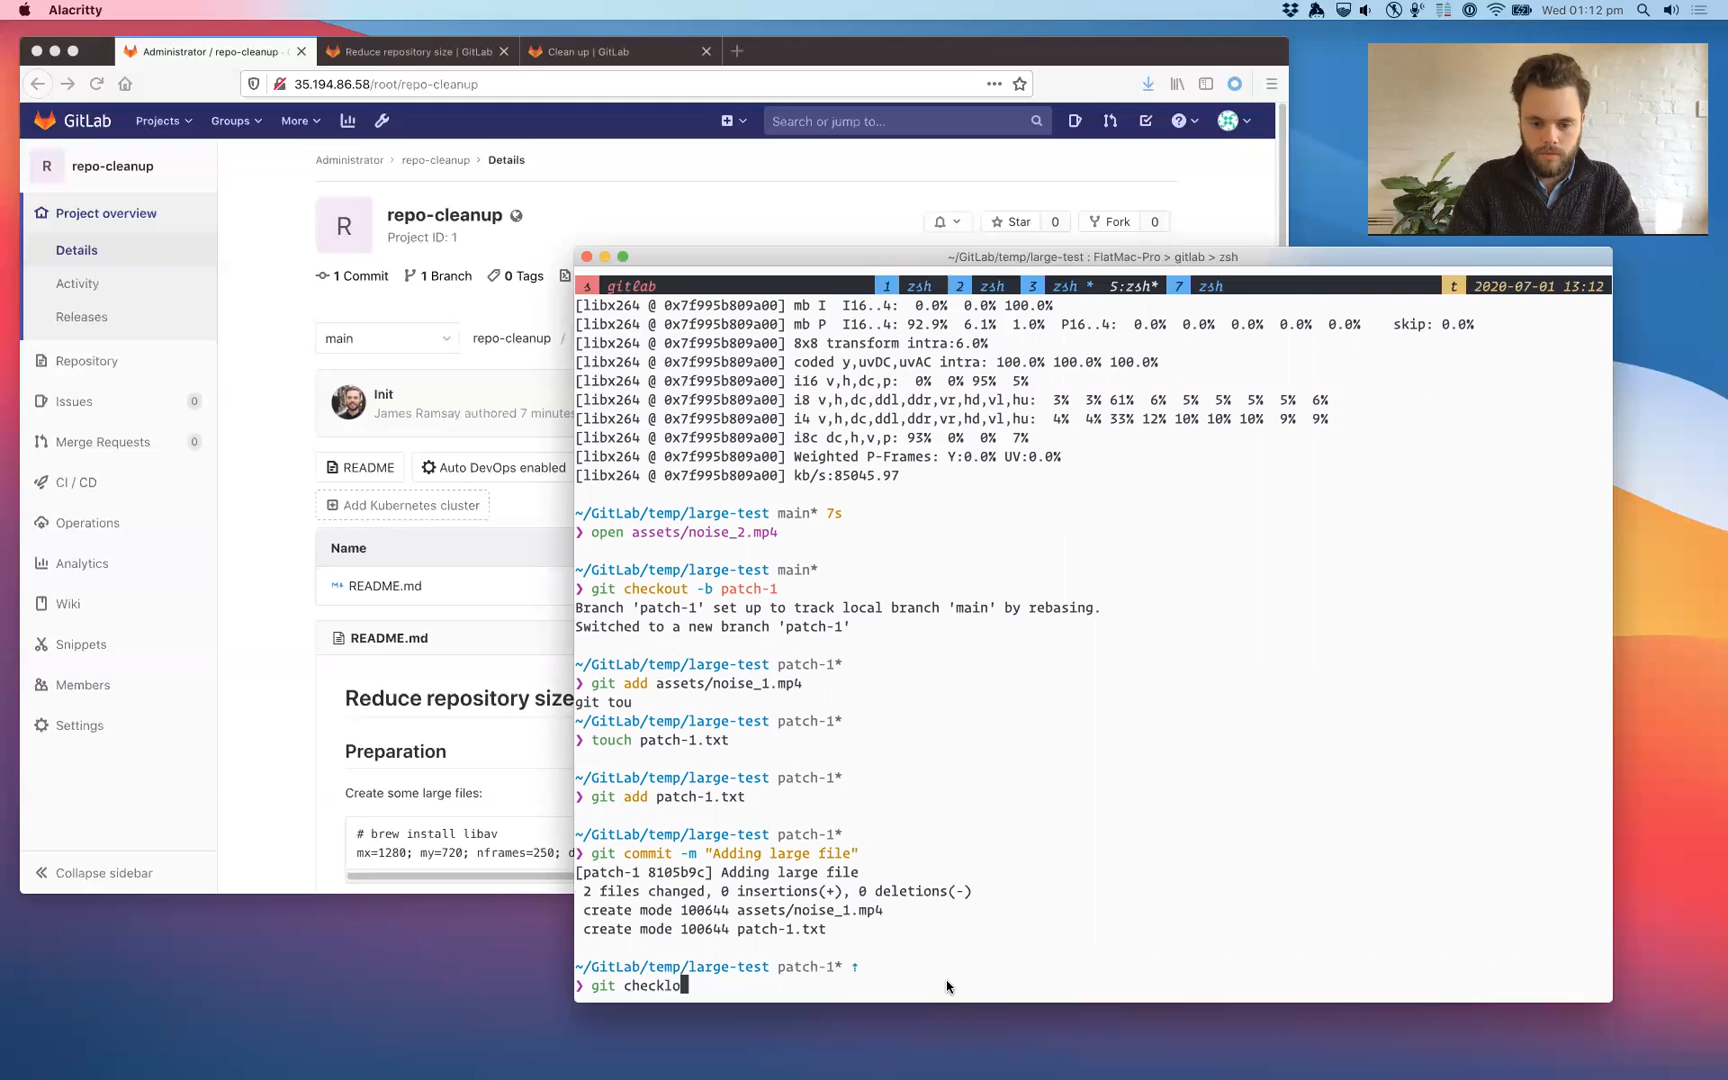 Alacritty
Wed 01:12 pm
Administrator / repo-cleanup ·
Reduce repository size | GitLab
Clean up | GitLab
35.194.86.58/root/repo-cleanup
GitLab
Projects
Groups
More
Search or jump to...
R
repo-cleanup
Project overview
Details
Activity
Releases
Repository
Issues
0
Merge Requests
0
CI / CD
Operations
Analytics
Wiki
Snippets
Members
Settings
Collapse sidebar
Administrator
repo-cleanup
Details
R
repo-cleanup
Project ID: 1
Star
0
Fork
0
1 Commit
1 Branch
0 Tags
main
repo-cleanup /
Init
James Ramsay authored 7 minutes
README
Auto DevOps enabled
Add Kubernetes cluster
Name
README.md
README.md
Reduce repository size
Preparation
Create some large files:
# brew install libav
mx=1280; my=720; nframes=250; d
~/GitLab/temp/large-test : FlatMac-Pro > gitlab > zsh
s gitlab 1 zsh 2 zsh 3 zsh * 5:zsh* 7 zsh t 2020-07-01 13:12
[libx264 @ 0x7f995b809a00] mb I I16..4: 0.0% 0.0% 100.0%
[libx264 @ 0x7f995b809a00] mb P I16..4: 92.9% 6.1% 1.0% P16..4: 0.0% 0.0% 0.0% 0.0% 0.0% skip: 0.0%
[libx264 @ 0x7f995b809a00] 8x8 transform intra:6.0%
[libx264 @ 0x7f995b809a00] coded y,uvDC,uvAC intra: 100.0% 100.0% 100.0%
[libx264 @ 0x7f995b809a00] i16 v,h,dc,p: 0% 0% 95% 5%
[libx264 @ 0x7f995b809a00] i8 v,h,dc,ddl,ddr,vr,hd,vl,hu: 3% 3% 61% 6% 5% 5% 5% 5% 6%
[libx264 @ 0x7f995b809a00] i4 v,h,dc,ddl,ddr,vr,hd,vl,hu: 4% 4% 33% 12% 10% 10% 10% 9% 9%
[libx264 @ 0x7f995b809a00] i8c dc,h,v,p: 93% 0% 0% 7%
[libx264 @ 0x7f995b809a00] Weighted P-Frames: Y:0.0% UV:0.0%
[libx264 @ 0x7f995b809a00] kb/s:85045.97
~/GitLab/temp/large-test main* 7s
❯ open assets/noise_2.mp4
~/GitLab/temp/large-test main*
❯ git checkout -b patch-1
Branch 'patch-1' set up to track local branch 'main' by rebasing.
Switched to a new branch 'patch-1'
~/GitLab/temp/large-test patch-1*
❯ git add assets/noise_1.mp4
git tou
~/GitLab/temp/large-test patch-1*
❯ touch patch-1.txt
~/GitLab/temp/large-test patch-1*
❯ git add patch-1.txt
~/GitLab/temp/large-test patch-1*
❯ git commit -m "Adding large file"
[patch-1 8105b9c] Adding large file
2 files changed, 0 insertions(+), 0 deletions(-)
create mode 100644 assets/noise_1.mp4
create mode 100644 patch-1.txt
~/GitLab/temp/large-test patch-1* ⇡
❯ git checklo